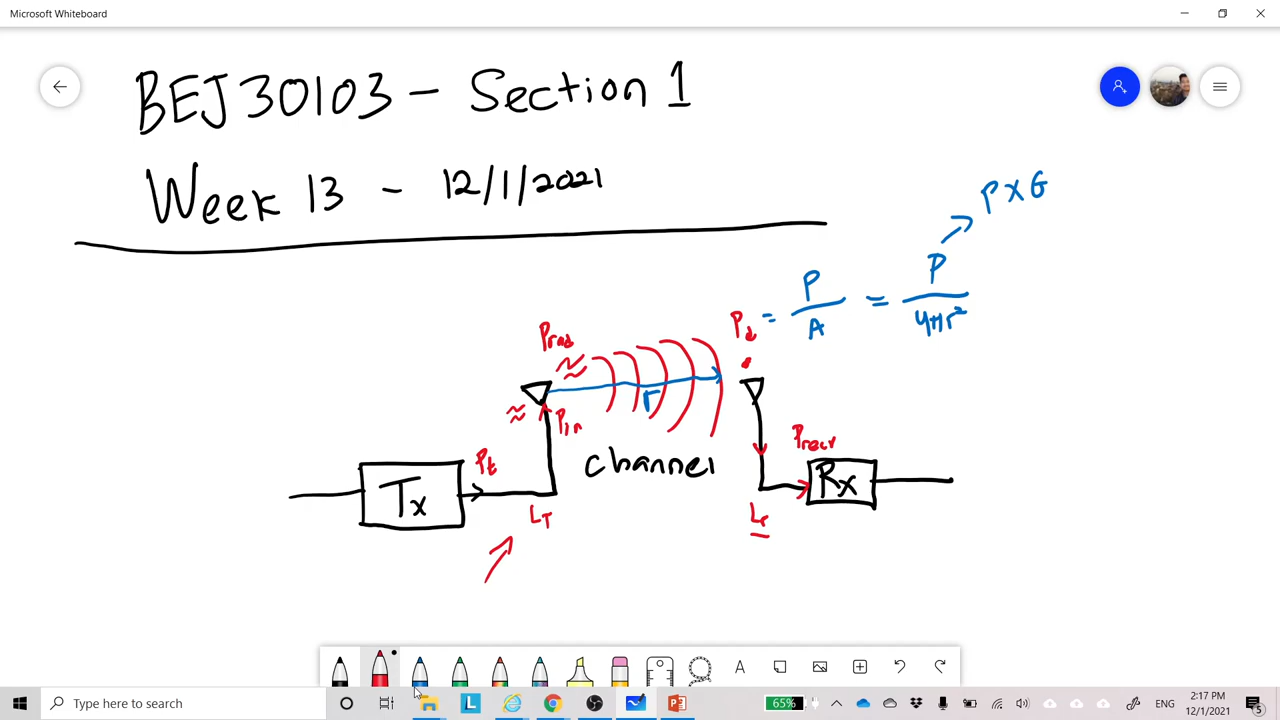 Microsoft Whiteboard
BEJ30103 - Section 1
Week 13 - 12/1/2021
P x G
Pd = P/A = P/4πr²
Prad
r
Pin
channel
Precv
Pt
Tx
Rx
LT
Lr
A
Type here to search
L
65%
ENG
2:17 PM
12/1/2021
5